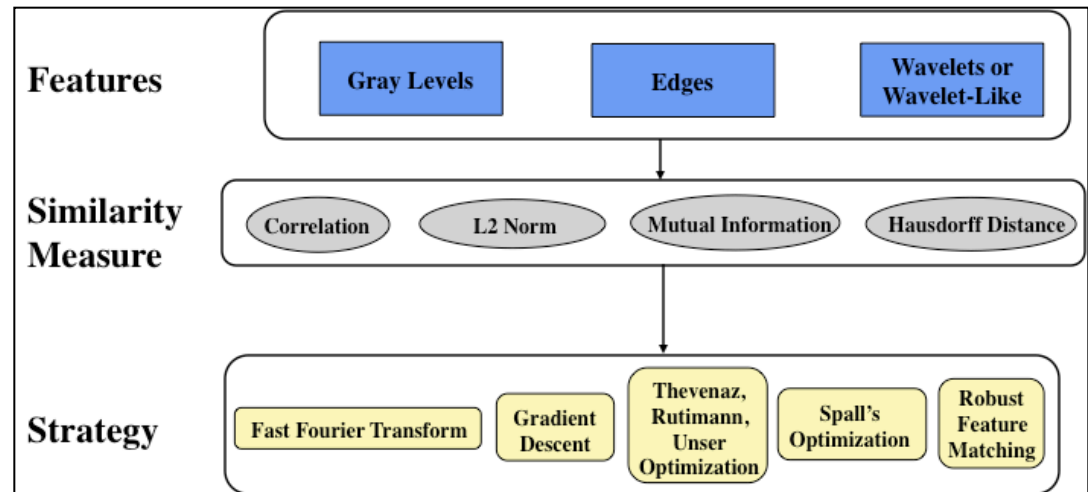 Features
Gray Levels
Edges
Wavelets or
Wavelet-Like
Similarity
Measure
Correlation
L2 Norm
Mutual Information
Hausdorff Distance
Strategy
Fast Fourier Transform
Gradient
Descent
Thevenaz,
Rutimann,
Unser
Optimization
Spall's
Optimization
Robust
Feature
Matching